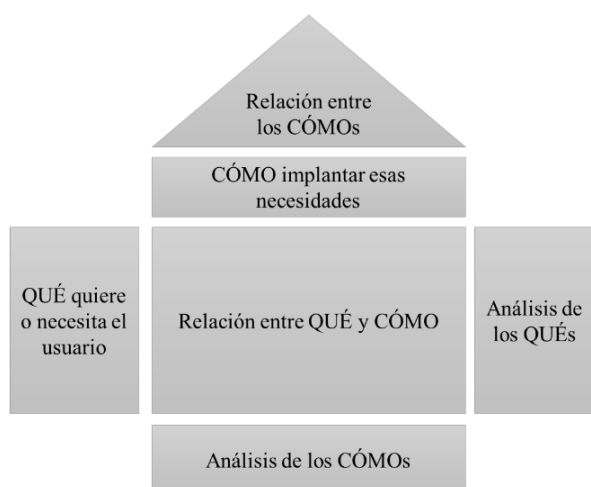 Relación entre
los CÓMOs
CÓMO implantar esas
necesidades
QUÉ quiere
o necesita el
usuario
Relación entre QUÉ y CÓMO
Análisis de
los QUÉs
Análisis de los CÓMOs